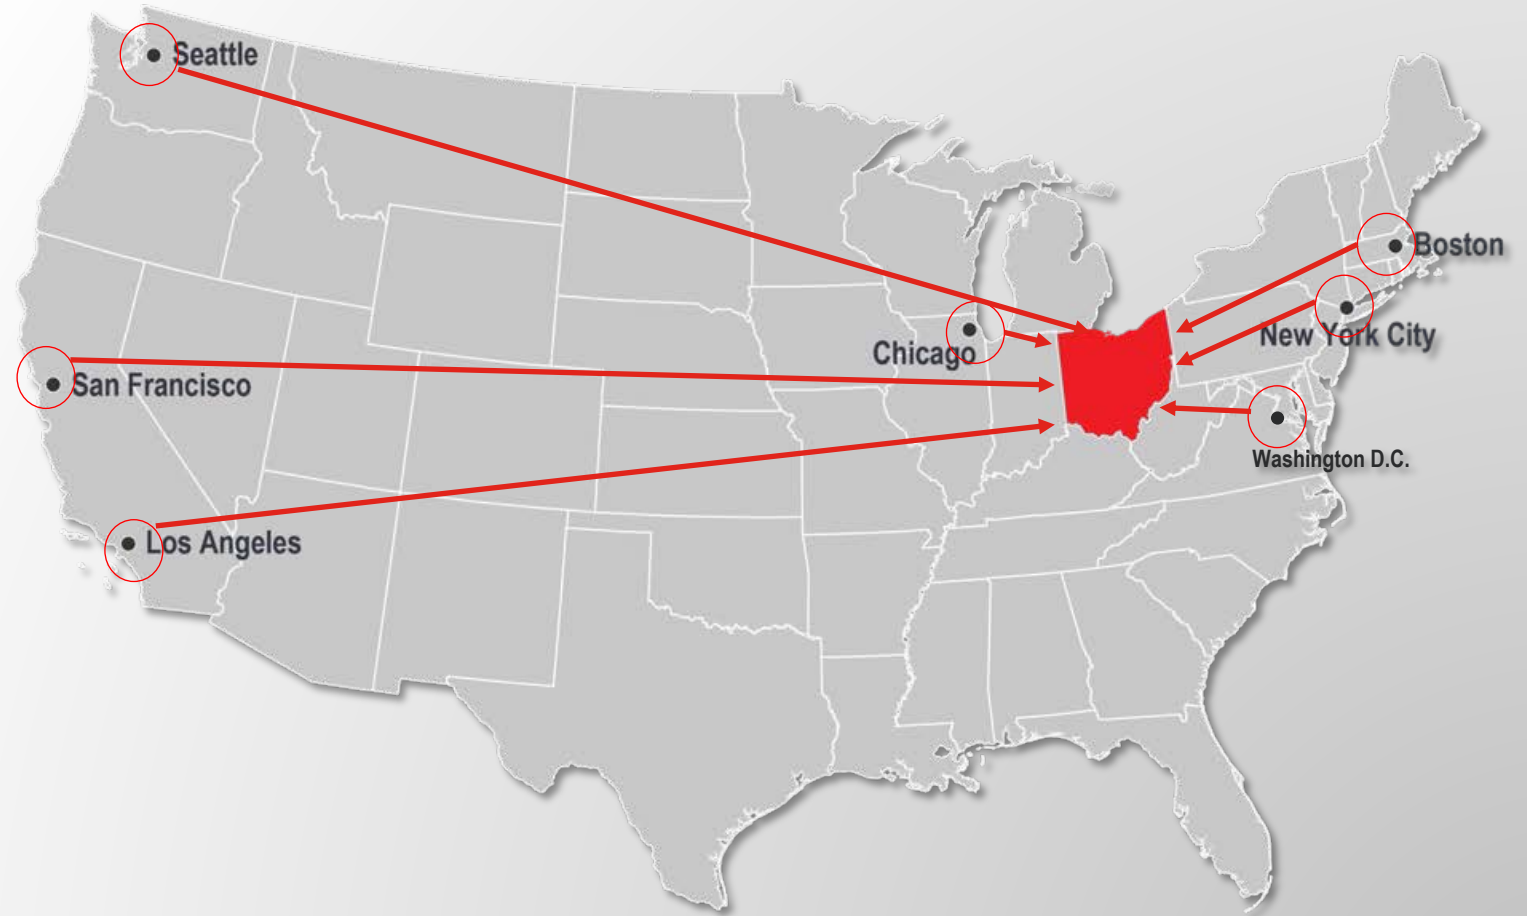 Seattle
Boston
New York City
Chicago
San Francisco
Washington D.C.
Los Angeles